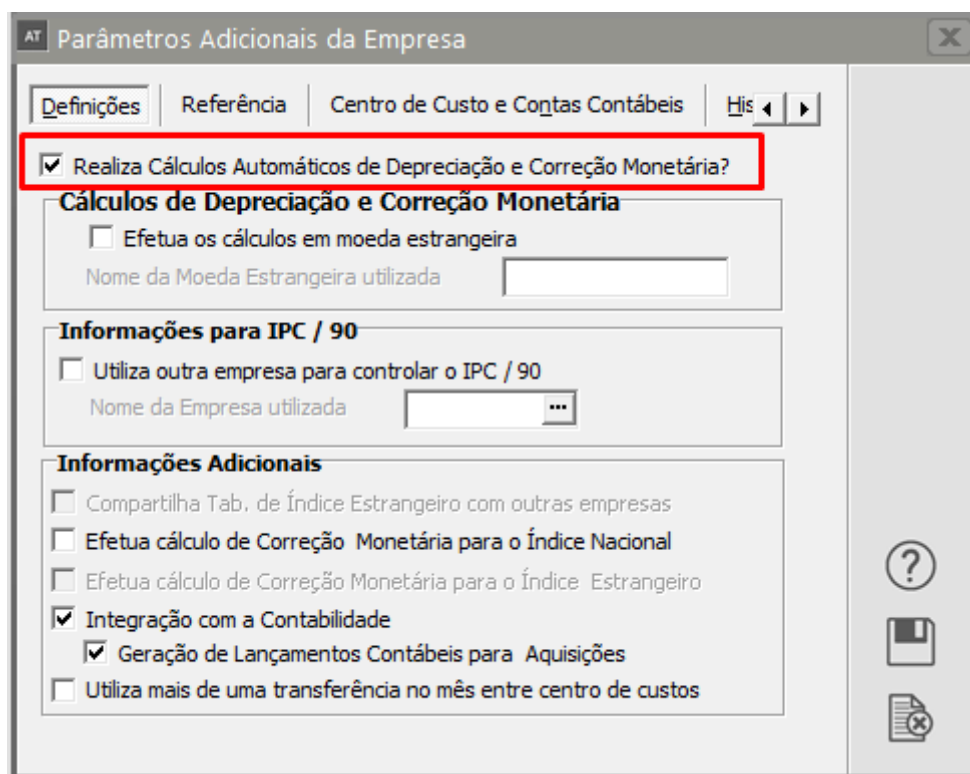 AT Parâmetros Adicionais da Empresa
Definições Referência Centro de Custo e Contas Contábeis His
Realiza Cálculos Automáticos de Depreciação e Correção Monetária?
Cálculos de Depreciação e Correção Monetária
Efetua os cálculos em moeda estrangeira
Nome da Moeda Estrangeira utilizada
Informações para IPC / 90
Utiliza outra empresa para controlar o IPC / 90
Nome da Empresa utilizada ...
Informações Adicionais
Compartilha Tab. de Índice Estrangeiro com outras empresas
Efetua cálculo de Correção Monetária para o Índice Nacional
Efetua cálculo de Correção Monetária para o Índice Estrangeiro
Integração com a Contabilidade
Geração de Lançamentos Contábeis para Aquisições
Utiliza mais de uma transferência no mês entre centro de custos